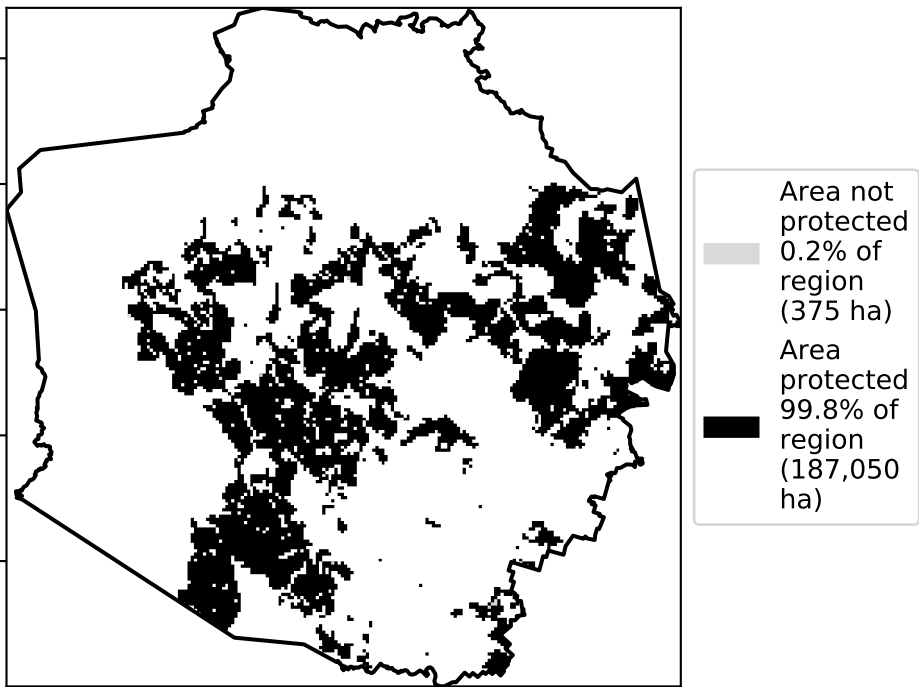 Area not
protected
0.2% of
region
(375 ha)
Area
protected
99.8% of
region
(187,050
ha)